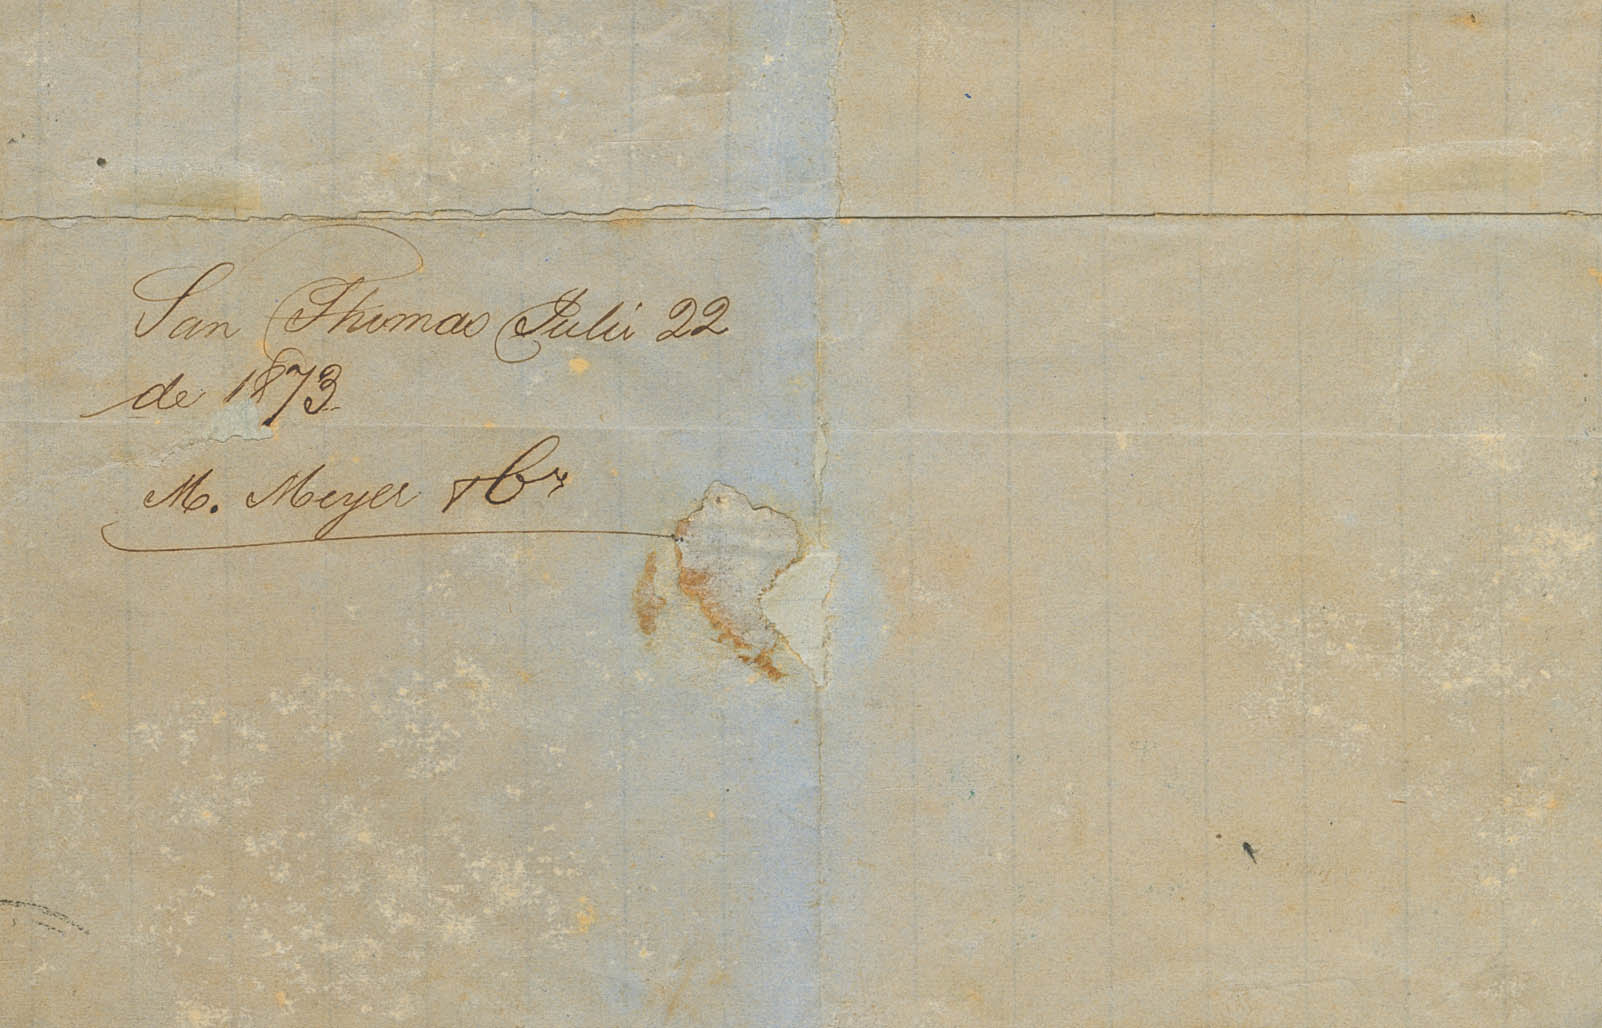 San Thomas Julii 22
de 1873
M. Meyer & Co